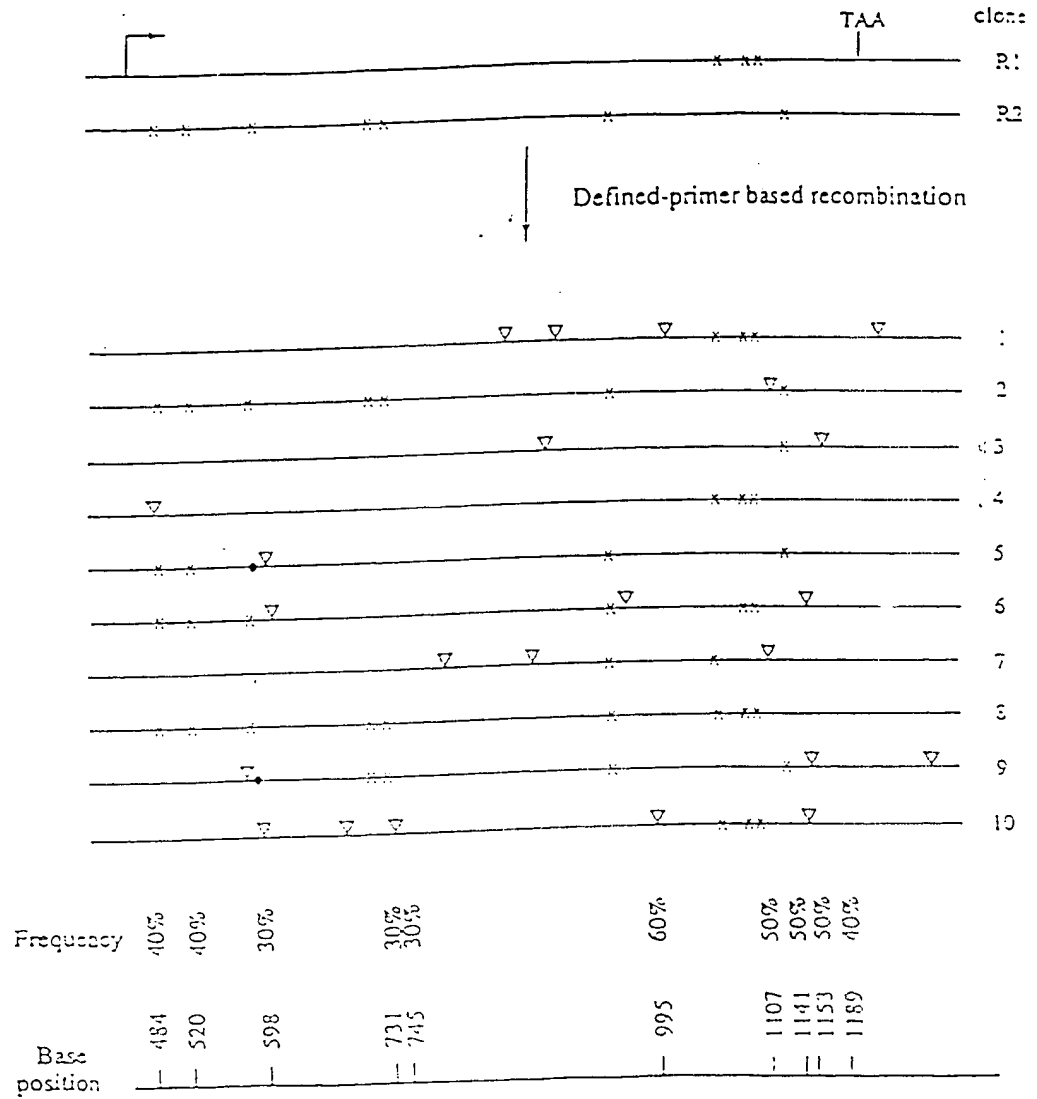 TAA
clone
R1
R2
Defined-primer based recombination
1
2
3
4
5
6
7
8
9
10
Frequency 40% 40% 30% 30% 30% 60% 50% 50% 50% 40%
484 520 598 731 745 995 1107 1141 1153 1189
Base
position